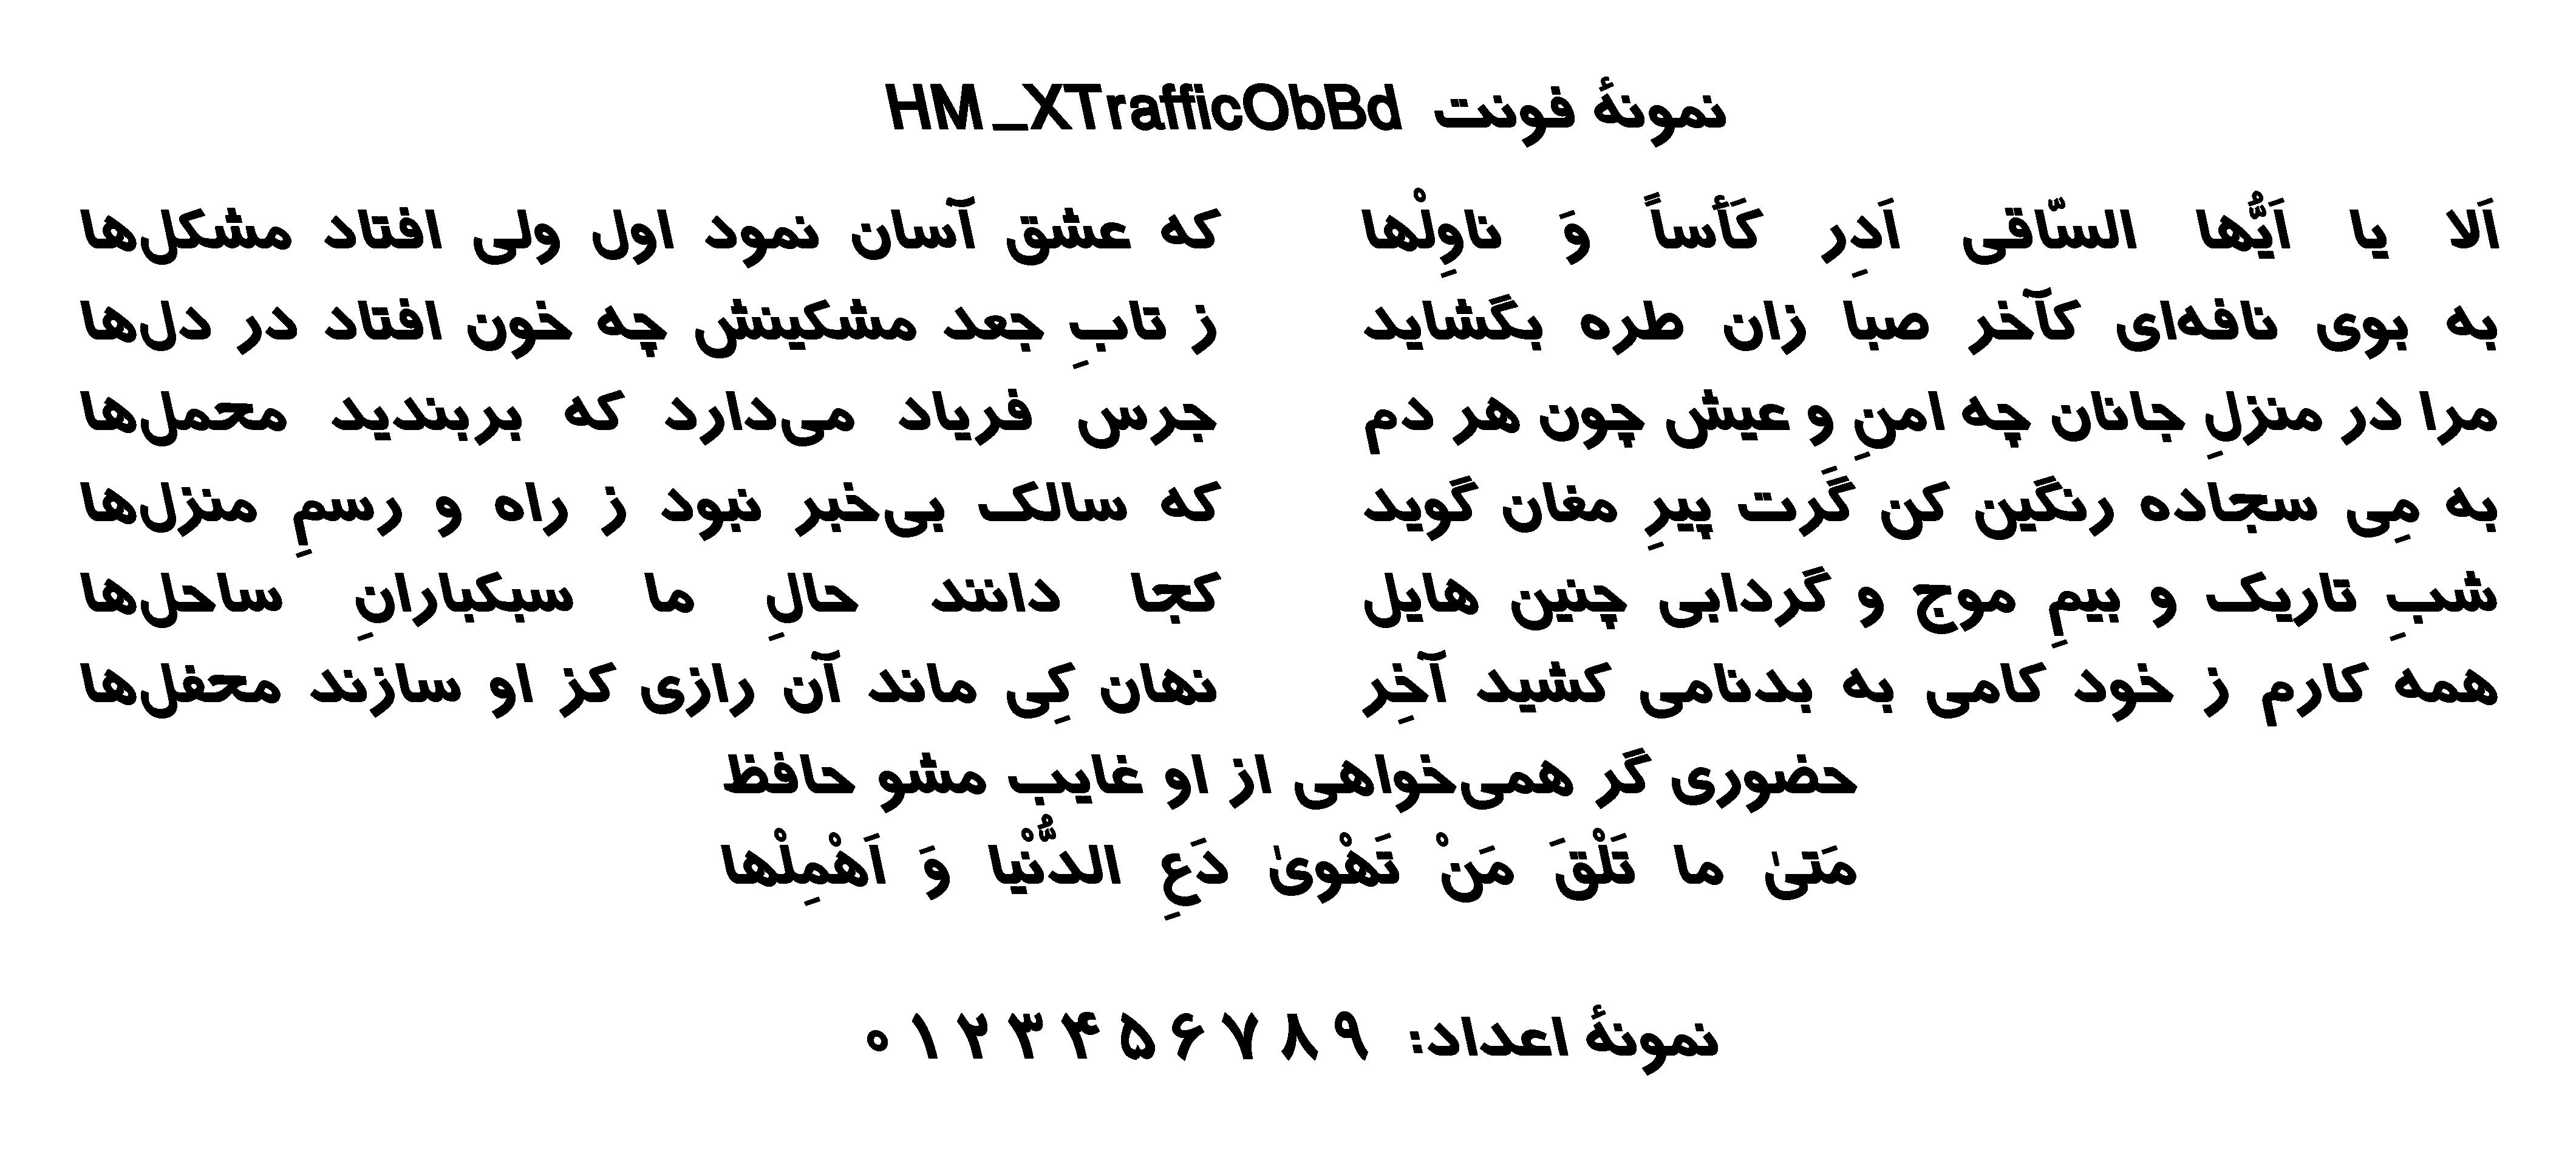 نمونهٔ فونت HM_XTrafficObBd
اَلا یا اَیُّها السّاقی اَدِر کَأساً وَ ناوِلْها که عشق آسان نمود اول ولی افتاد مشکل‌ها
به بوی نافه‌ای کآخر صبا زان طره بگشاید ز تابِ جعد مشکینش چه خون افتاد در دل‌ها
مرا در منزلِ جانان چه امنِ و عیش چون هر دم جرس فریاد می‌دارد که بربندید محمل‌ها
به مِی سجاده رنگین کن گَرت پیرِ مغان گوید که سالک بی‌خبر نبود ز راه و رسمِ منزل‌ها
شبِ تاریک و بیمِ موج و گردابی چنین هایل کجا دانند حالِ ما سبکبارانِ ساحل‌ها
همه کارم ز خود کامی به بدنامی کشید آخِر نهان کِی ماند آن رازی کز او سازند محفل‌ها
حضوری گر همی‌خواهی از او غایب مشو حافظ
مَتیٰ ما تَلْقَ مَنْ تَهْویٰ دَعِ الدُّنْیا وَ اَهْمِلْها
نمونهٔ اعداد: ۰ ۱ ۲ ۳ ۴ ۵ ۶ ۷ ۸ ۹